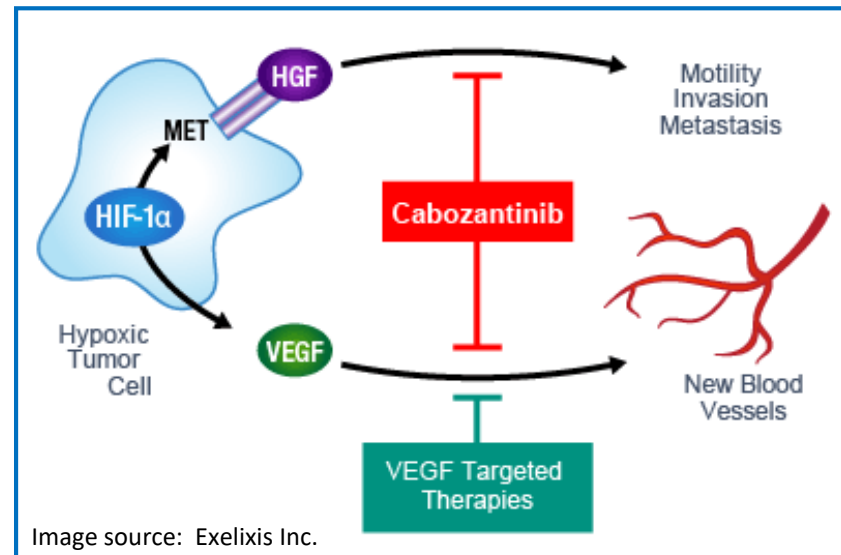 HGF
MET
HIF-1α
Hypoxic
Tumor
Cell
VEGF
Motility
Invasion
Metastasis
Cabozantinib
New Blood
Vessels
VEGF Targeted
Therapies
Image source: Exelixis Inc.